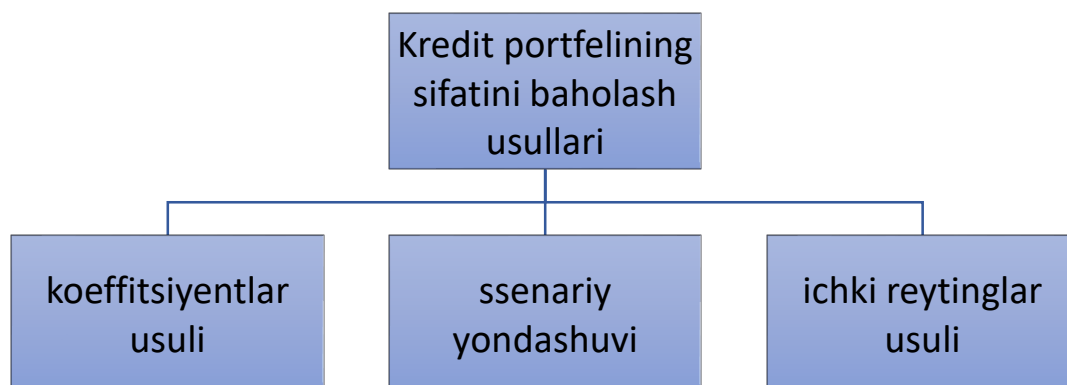 Kredit portfelining
sifatini baholash
usullari
koeffitsiyentlar
usuli
ssenariy
yondashuvi
ichki reytinglar
usuli